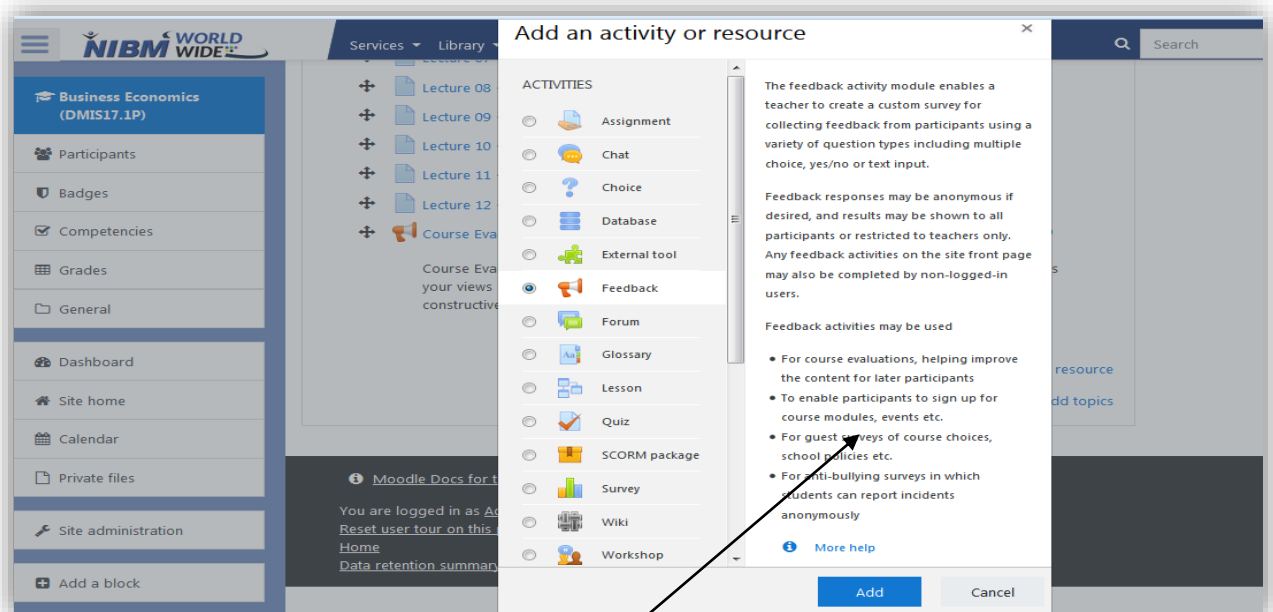 NIBM WORLD WIDE
Services
Library
Search
Business Economics
(DMIS17.1P)
Participants
Badges
Competencies
Grades
General
Dashboard
Site home
Calendar
Private files
Site administration
Add a block
Lecture 08
Lecture 09
Lecture 10
Lecture 11
Lecture 12
Course Eva
Course Eva
your views
constructive
resource
dd topics
Moodle Docs for t
You are logged in as Ad
Reset user tour on this
Home
Data retention summary
Add an activity or resource
×
ACTIVITIES
Assignment
Chat
Choice
Database
External tool
Feedback
Forum
Aa
Glossary
Lesson
Quiz
SCORM package
Survey
Wiki
Workshop
The feedback activity module enables a
teacher to create a custom survey for
collecting feedback from participants using a
variety of question types including multiple
choice, yes/no or text input.
Feedback responses may be anonymous if
desired, and results may be shown to all
participants or restricted to teachers only.
Any feedback activities on the site front page
may also be completed by non-logged-in
users.
Feedback activities may be used
• For course evaluations, helping improve
the content for later participants
• To enable participants to sign up for
course modules, events etc.
• For guest surveys of course choices,
school policies etc.
• For anti-bullying surveys in which
students can report incidents
anonymously
More help
Add
Cancel